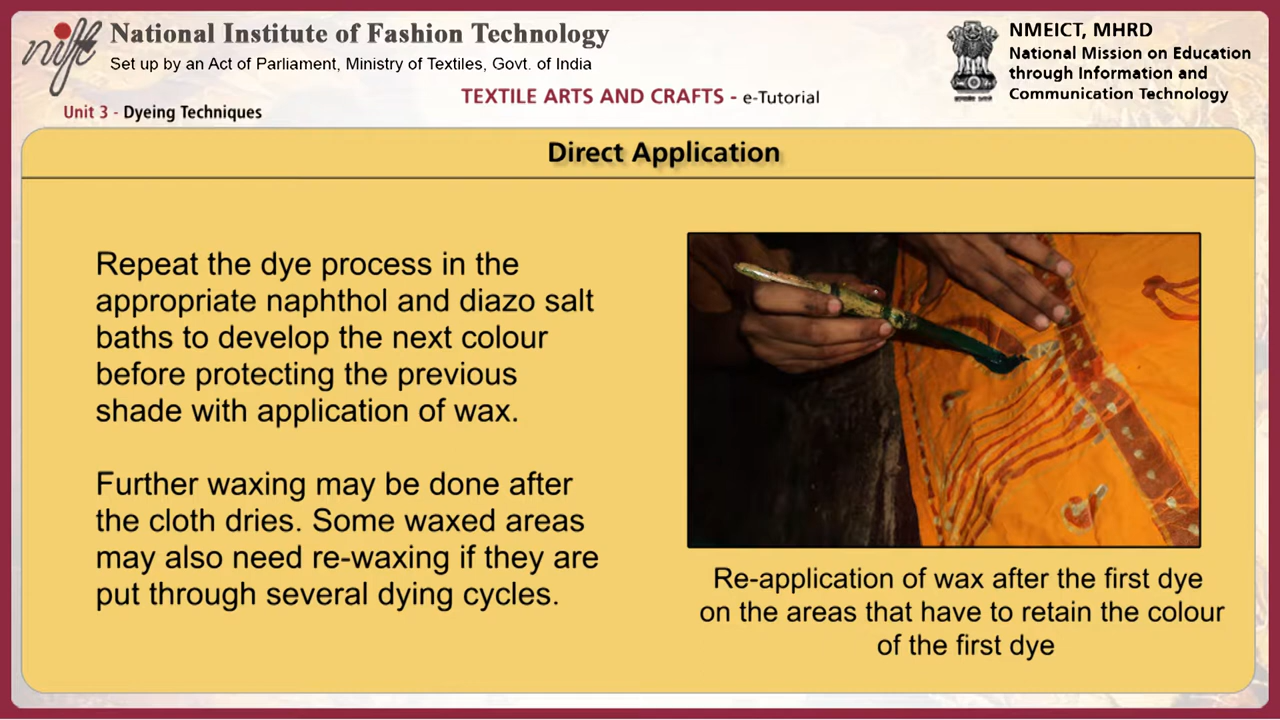 nift
National Institute of Fashion Technology
Set up by an Act of Parliament, Ministry of Textiles, Govt. of India
NMEICT, MHRD
National Mission on Education
through Information and
Communication Technology
TEXTILE ARTS AND CRAFTS - e-Tutorial
Unit 3 - Dyeing Techniques
Direct Application
Repeat the dye process in the
appropriate naphthol and diazo salt
baths to develop the next colour
before protecting the previous
shade with application of wax.
Further waxing may be done after
the cloth dries. Some waxed areas
may also need re-waxing if they are
put through several dying cycles.
Re-application of wax after the first dye
on the areas that have to retain the colour
of the first dye